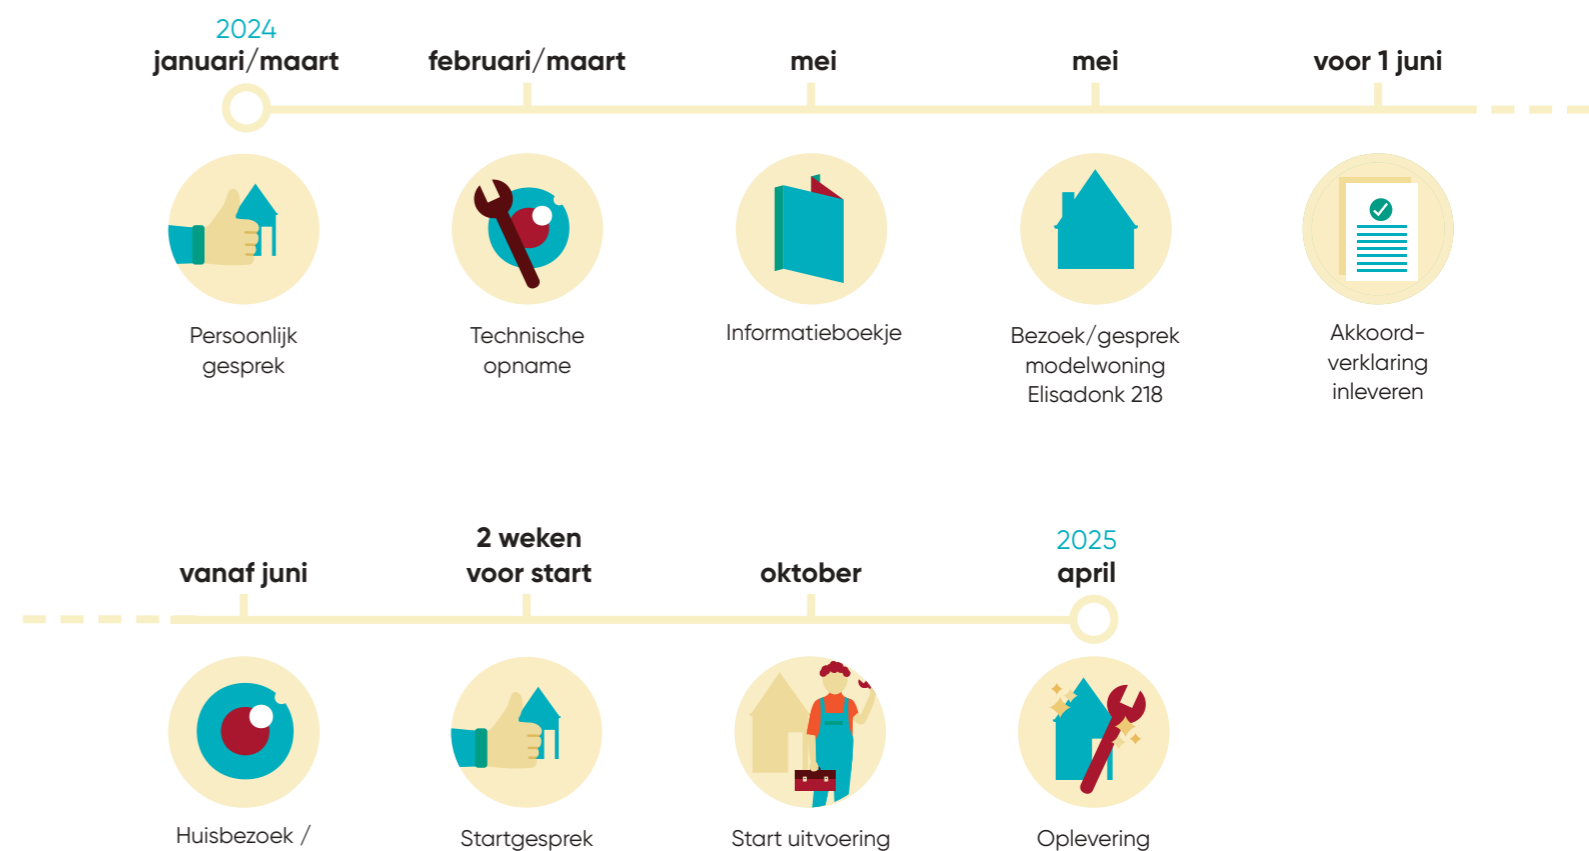 2024
januari/maart
februari/maart
mei
mei
voor 1 juni
Persoonlijk
gesprek
Technische
opname
Informatieboekje
Bezoek/gesprek
modelwoning
Elisadonk 218
Akkoord-
verklaring
inleveren
vanaf juni
2 weken
voor start
oktober
2025
april
Huisbezoek /
Startgesprek
Start uitvoering
Oplevering